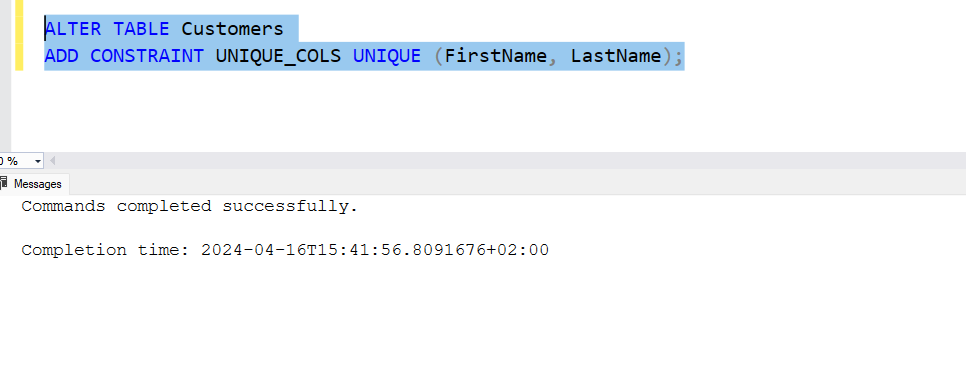 ALTER TABLE Customers
ADD CONSTRAINT UNIQUE_COLS UNIQUE (FirstName, LastName);
%
Messages
Commands completed successfully.
Completion time: 2024-04-16T15:41:56.8091676+02:00